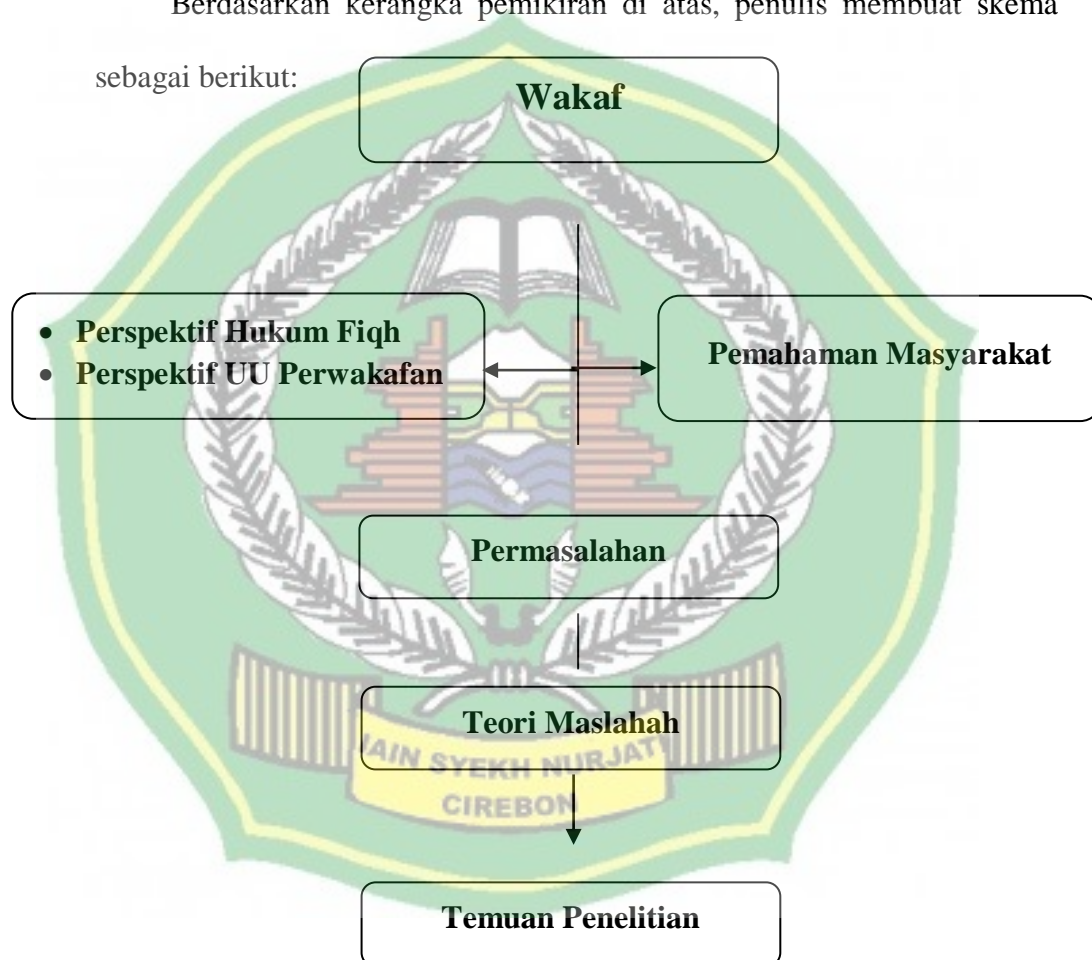 Berdasarkan kerangka pemikiran di atas, penulis membuat skema
sebagai berikut:
Wakaf
• Perspektif Hukum Fiqh
• Perspektif UU Perwakafan
Pemahaman Masyarakat
Permasalahan
Teori Maslahah
IAIN SYEKH NURJATI
CIREBON
Temuan Penelitian